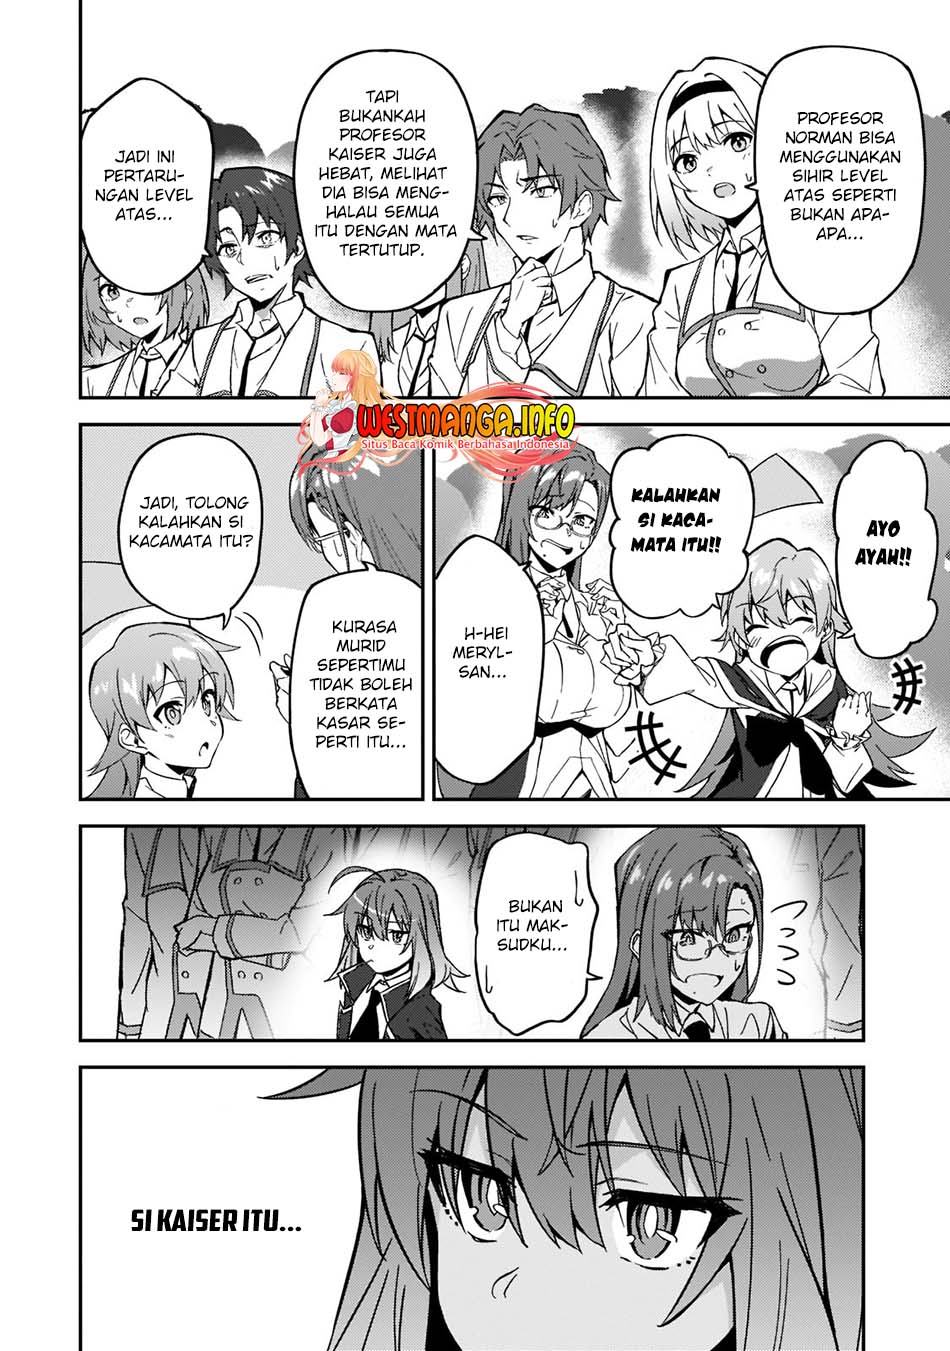 PROFESOR
NORMAN BISA
MENGGUNAKAN
SIHIR LEVEL
ATAS SEPERTI
BUKAN APA-
APA...
TAPI
BUKANKAH
PROFESOR
KAISER JUGA
HEBAT, MELIHAT
DIA BISA MENG-
HALAU SEMUA
ITU DENGAN MATA
TERTUTUP.
JADI INI
PERTARU-
NGAN LEVEL
ATAS...
WESTMANGA.INFO
Situs Baca Komik Berbahasa Indonesia
AYO
AYAH!!
KALAHKAN
SI KACA-
MATA ITU!!
H-HEI
MERYL-
SAN...
KURASA
MURID
SEPERTIMU
TIDAK BOLEH
BERKATA
KASAR SE-
PERTI ITU...
JADI, TOLONG
KALAHKAN SI
KACAMATA ITU?
BUKAN
ITU MAK-
SUDKU...
SI KAISER ITU...